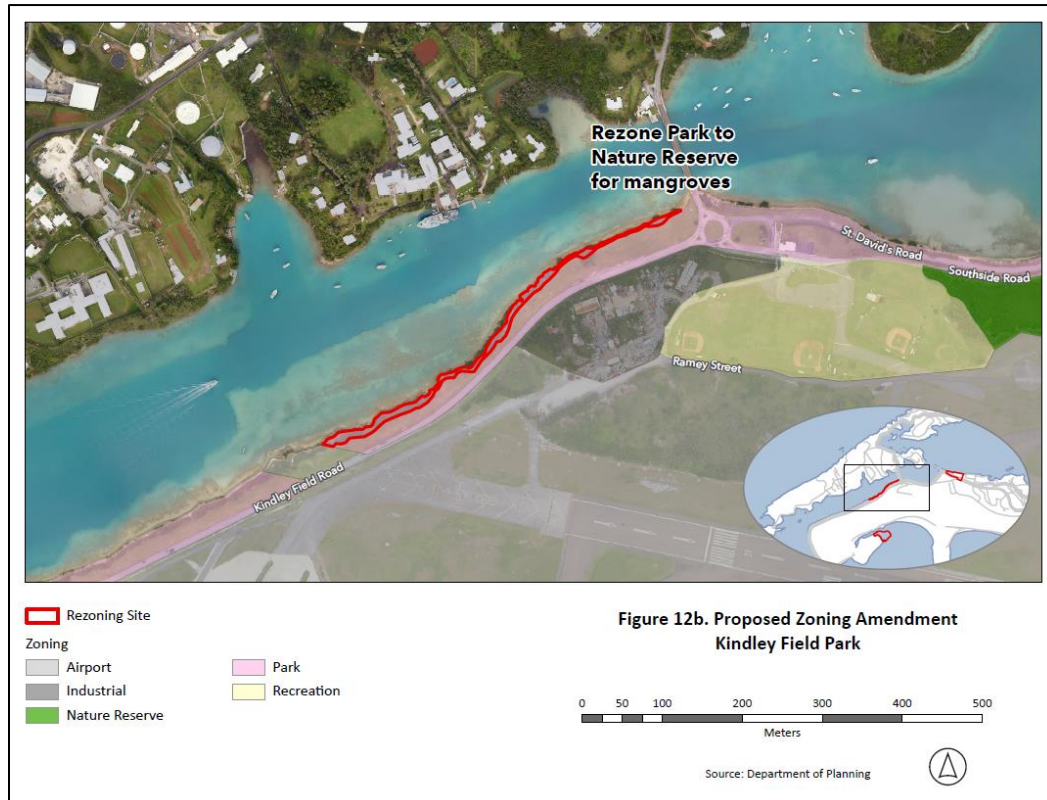 Rezone Park to
Nature Reserve
for mangroves
St. David's Road
Southside Road
Ramey Street
Kindley Field Road
Rezoning Site
Zoning
Airport
Industrial
Nature Reserve
Park
Recreation
Figure 12b. Proposed Zoning Amendment
Kindley Field Park
0 50 100 200 300 400 500
Meters
Source: Department of Planning